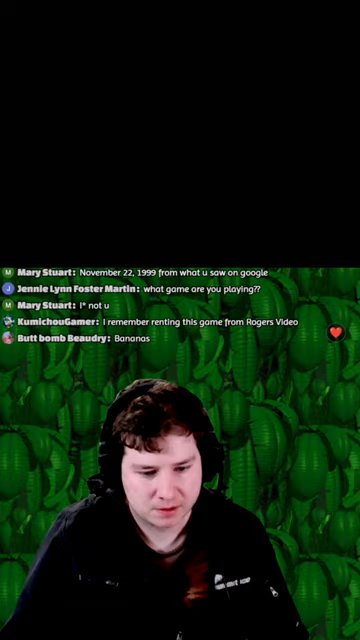 M Mary Stuart: November 22, 1999 from what u saw on google
J Jennie Lynn Foster Martin: what game are you playing??
M Mary Stuart: I* not u
KumichouGamer: I remember renting this game from Rogers Video
Butt bomb Beaudry: Bananas